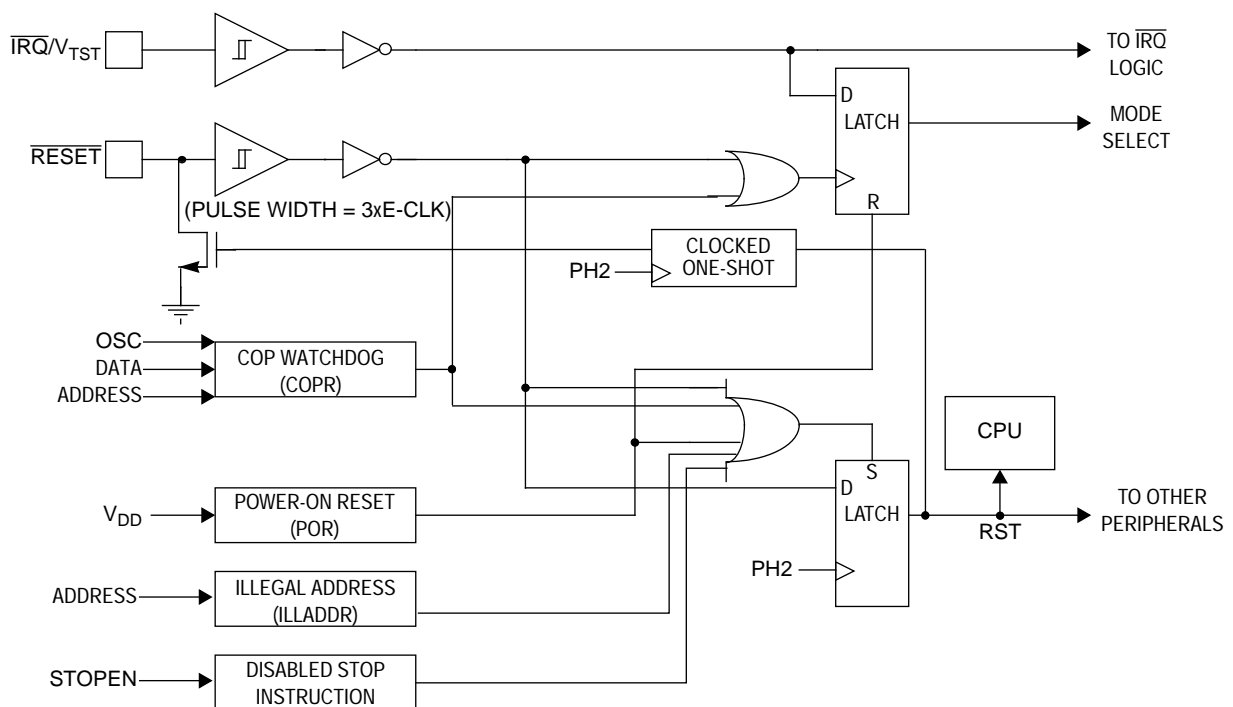 IRQ/VTST
TO IRQ
LOGIC
D
LATCH
MODE
SELECT
RESET
R
(PULSE WIDTH = 3xE-CLK)
CLOCKED
ONE-SHOT
PH2
OSC
DATA
ADDRESS
COP WATCHDOG
(COPR)
CPU
S
D
LATCH
VDD
POWER-ON RESET
(POR)
TO OTHER
PERIPHERALS
RST
PH2
ADDRESS
ILLEGAL ADDRESS
(ILLADDR)
STOPEN
DISABLED STOP
INSTRUCTION